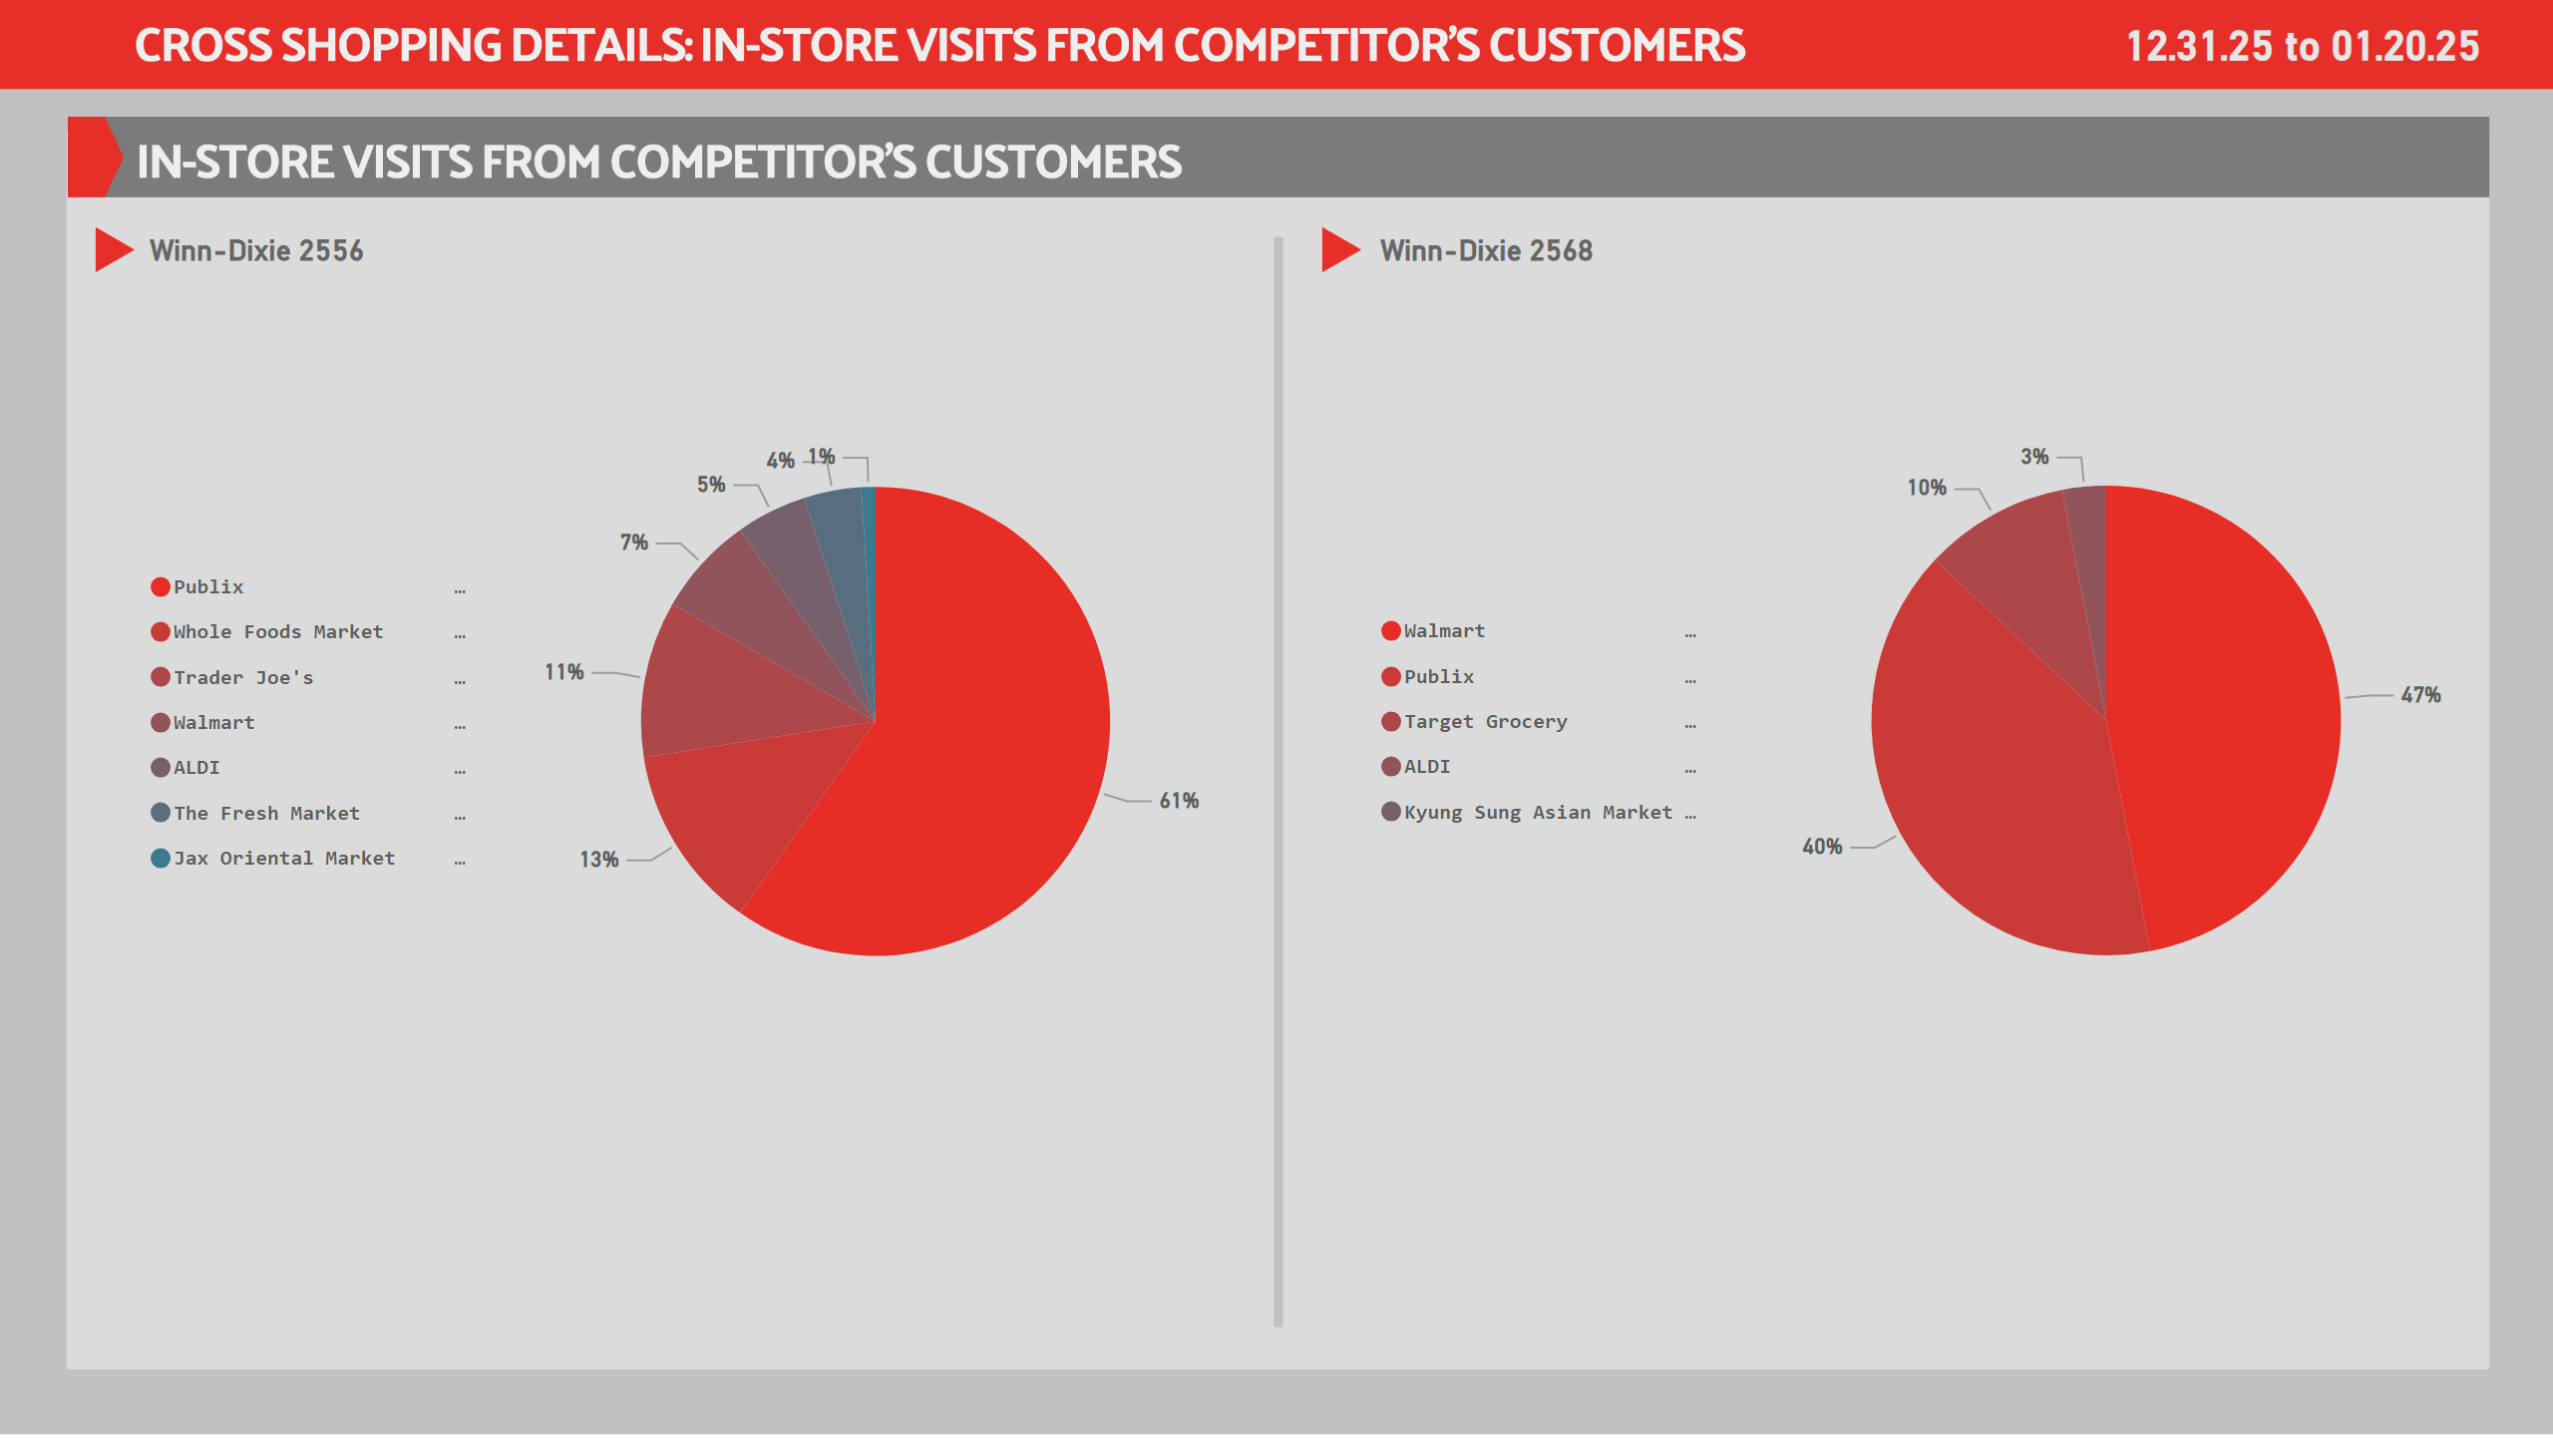 CROSS SHOPPING DETAILS: IN-STORE VISITS FROM COMPETITOR'S CUSTOMERS
12.31.25 to 01.20.25
IN-STORE VISITS FROM COMPETITOR'S CUSTOMERS
Winn-Dixie 2556
Publix ...
Whole Foods Market ...
Trader Joe's ...
Walmart ...
ALDI ...
The Fresh Market ...
Jax Oriental Market ...
1%
4%
5%
7%
11%
13%
61%
Winn-Dixie 2568
Walmart ...
Publix ...
Target Grocery ...
ALDI ...
Kyung Sung Asian Market ...
3%
10%
47%
40%